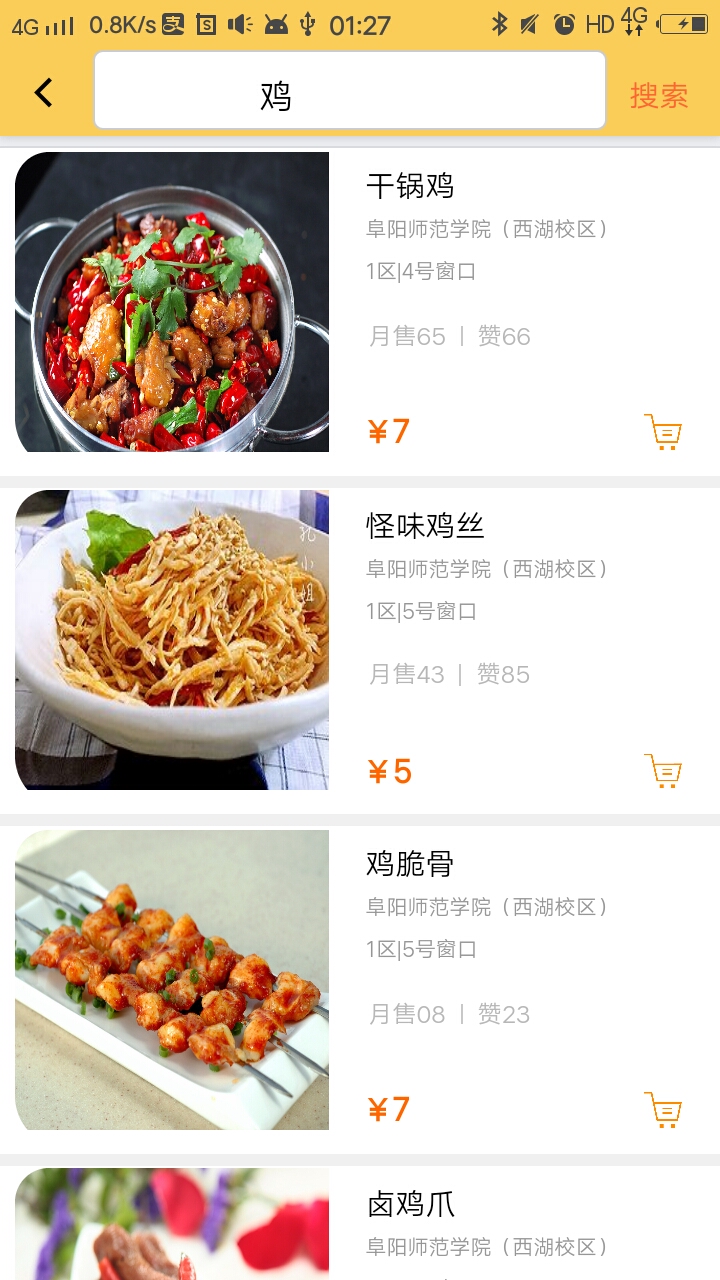 4G 0.8K/s 01:27 HD 4G
鸡 搜索
干锅鸡
阜阳师范学院（西湖校区）
1区|4号窗口
月售65 | 赞66
¥7
孔小姐
怪味鸡丝
阜阳师范学院（西湖校区）
1区|5号窗口
月售43 | 赞85
¥5
鸡脆骨
阜阳师范学院（西湖校区）
1区|5号窗口
月售08 | 赞23
¥7
卤鸡爪
阜阳师范学院（西湖校区）